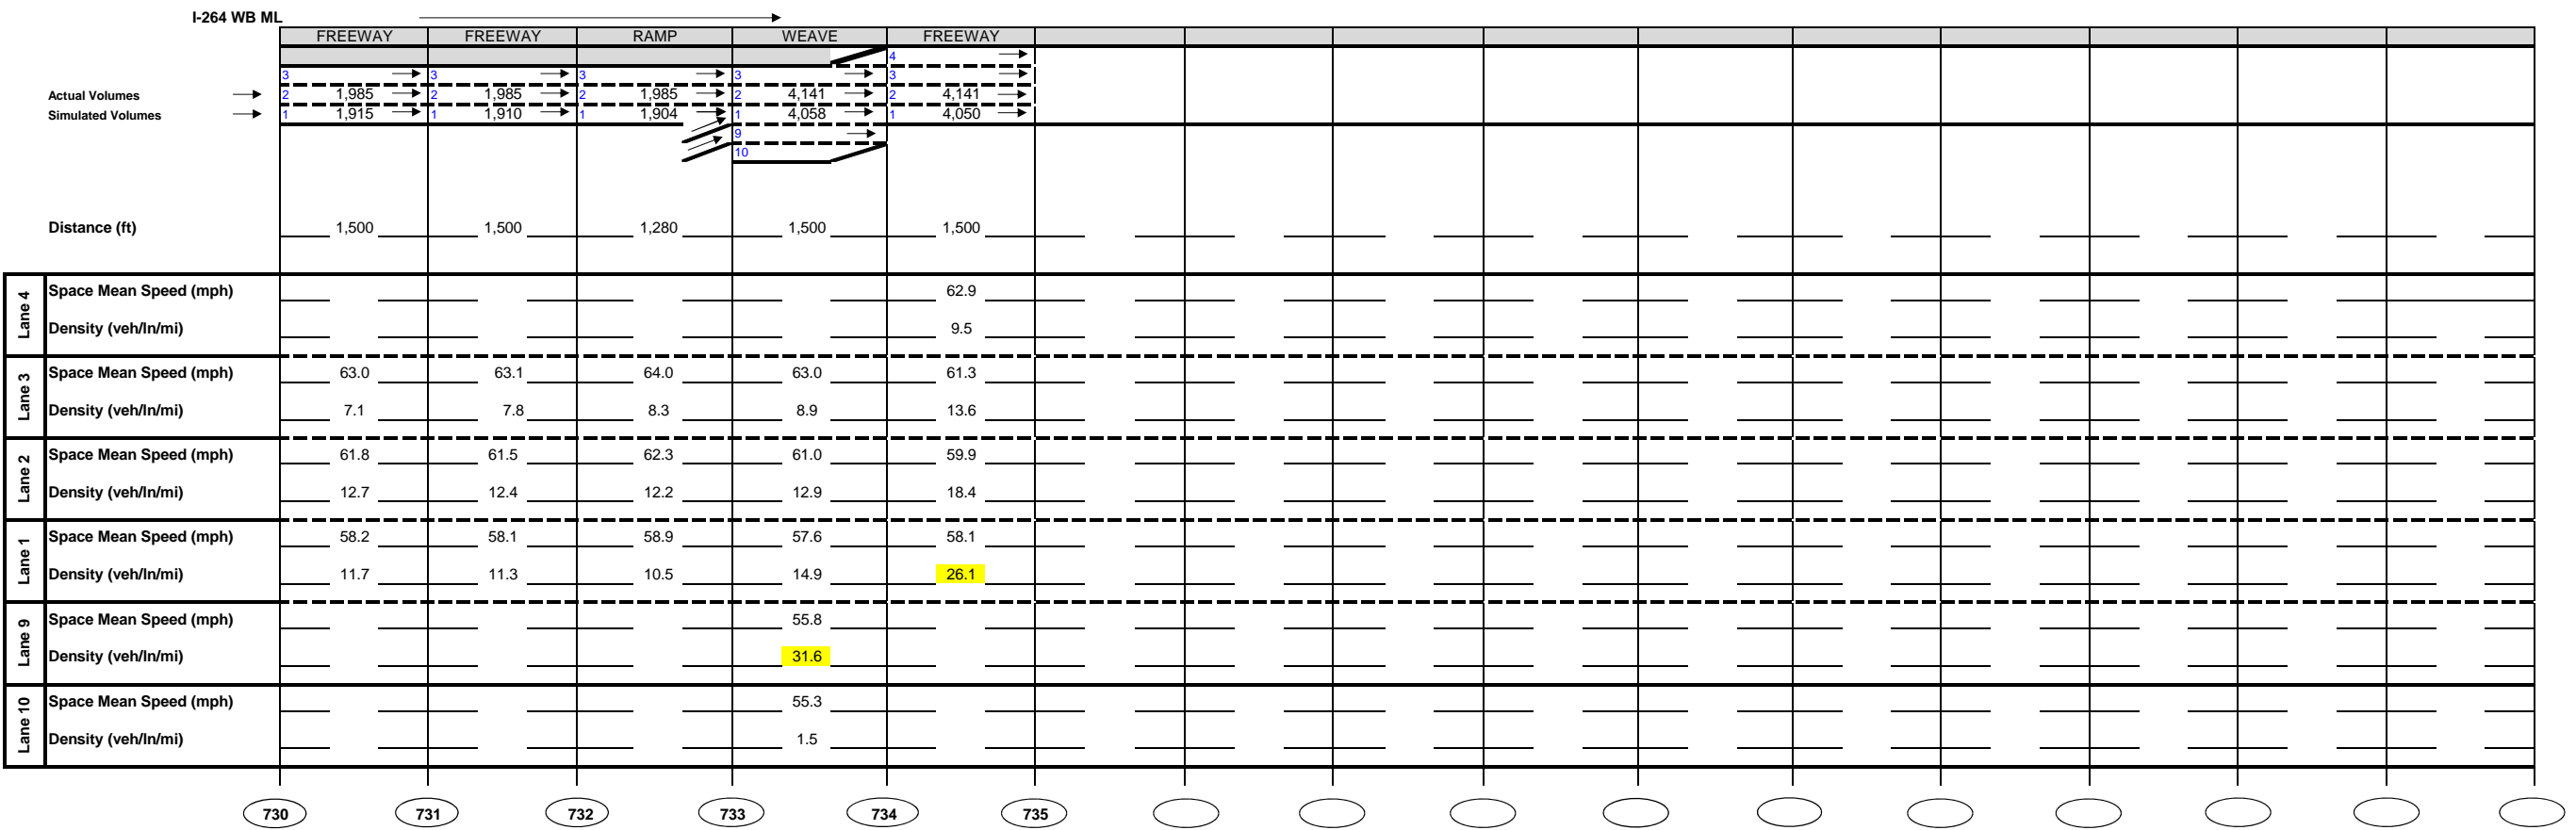 I-264 WB ML
FREEWAY FREEWAY RAMP WEAVE FREEWAY
4
3 3 3 3 3
Actual Volumes 2 1,985 2 1,985 2 1,985 2 4,141 2 4,141
Simulated Volumes 1 1,915 1 1,910 1 1,904 1 4,058 1 4,050
9
10
Distance (ft) 1,500 1,500 1,280 1,500 1,500
Lane 4
Space Mean Speed (mph) 62.9
Density (veh/ln/mi) 9.5
Lane 3
Space Mean Speed (mph) 63.0 63.1 64.0 63.0 61.3
Density (veh/ln/mi) 7.1 7.8 8.3 8.9 13.6
Lane 2
Space Mean Speed (mph) 61.8 61.5 62.3 61.0 59.9
Density (veh/ln/mi) 12.7 12.4 12.2 12.9 18.4
Lane 1
Space Mean Speed (mph) 58.2 58.1 58.9 57.6 58.1
Density (veh/ln/mi) 11.7 11.3 10.5 14.9 26.1
Lane 9
Space Mean Speed (mph) 55.8
Density (veh/ln/mi) 31.6
Lane 10
Space Mean Speed (mph) 55.3
Density (veh/ln/mi) 1.5
730 731 732 733 734 735